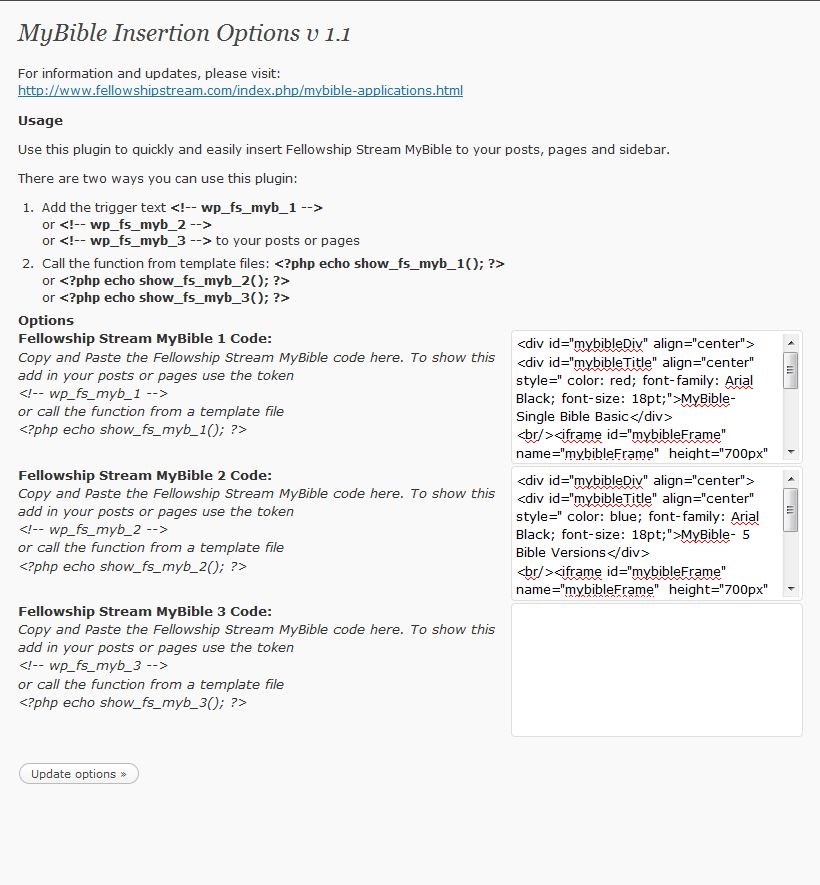 MyBible Insertion Options v 1.1
For information and updates, please visit:
http://www.fellowshipstream.com/index.php/mybible-applications.html
Usage
Use this plugin to quickly and easily insert Fellowship Stream MyBible to your posts, pages and sidebar.
There are two ways you can use this plugin:
1. Add the trigger text <!-- wp_fs_myb_1 -->
or <!-- wp_fs_myb_2 -->
or <!-- wp_fs_myb_3 --> to your posts or pages
2. Call the function from template files: <?php echo show_fs_myb_1(); ?>
or <?php echo show_fs_myb_2(); ?>
or <?php echo show_fs_myb_3(); ?>
Options
Fellowship Stream MyBible 1 Code:
Copy and Paste the Fellowship Stream MyBible code here. To show this
add in your posts or pages use the token
<!-- wp_fs_myb_1 -->
or call the function from a template file
<?php echo show_fs_myb_1(); ?>
<div id="mybibleDiv" align="center">
<div id="mybibleTitle" align="center"
style=" color: red; font-family: Arial
Black; font-size: 18pt;">MyBible-
Single Bible Basic</div>
<br/><iframe id="mybibleFrame"
name="mybibleFrame"  height="700px"
Fellowship Stream MyBible 2 Code:
Copy and Paste the Fellowship Stream MyBible code here. To show this
add in your posts or pages use the token
<!-- wp_fs_myb_2 -->
or call the function from a template file
<?php echo show_fs_myb_2(); ?>
<div id="mybibleDiv" align="center">
<div id="mybibleTitle" align="center"
style=" color: blue; font-family: Arial
Black; font-size: 18pt;">MyBible- 5
Bible Versions</div>
<br/><iframe id="mybibleFrame"
name="mybibleFrame"  height="700px"
Fellowship Stream MyBible 3 Code:
Copy and Paste the Fellowship Stream MyBible code here. To show this
add in your posts or pages use the token
<!-- wp_fs_myb_3 -->
or call the function from a template file
<?php echo show_fs_myb_3(); ?>
Update options »